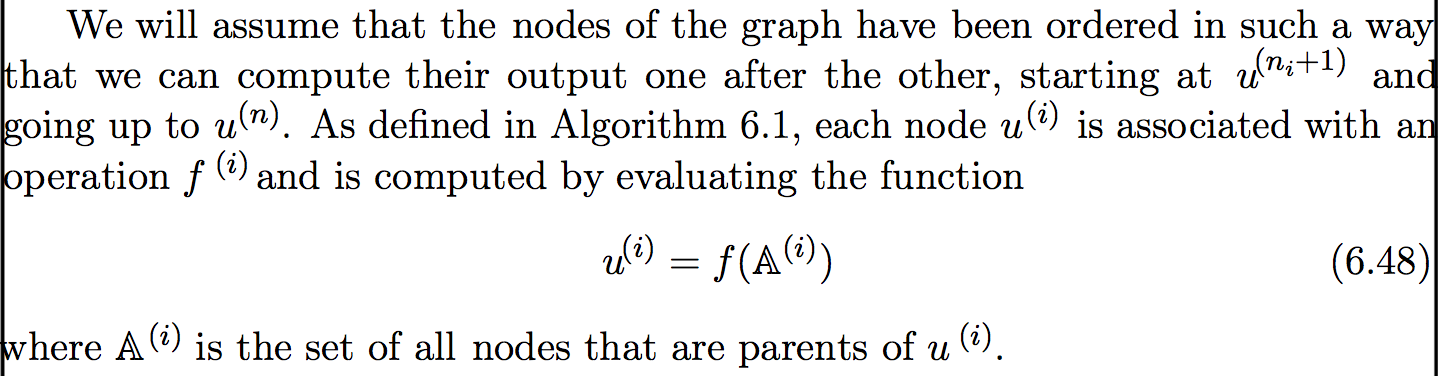 We will assume that the nodes of the graph have been ordered in such a way
that we can compute their output one after the other, starting at u^(n_i+1) and
going up to u^(n). As defined in Algorithm 6.1, each node u^(i) is associated with an
operation f^(i) and is computed by evaluating the function
u^(i) = f(𝔸^(i)) (6.48)
where 𝔸^(i) is the set of all nodes that are parents of u^(i).